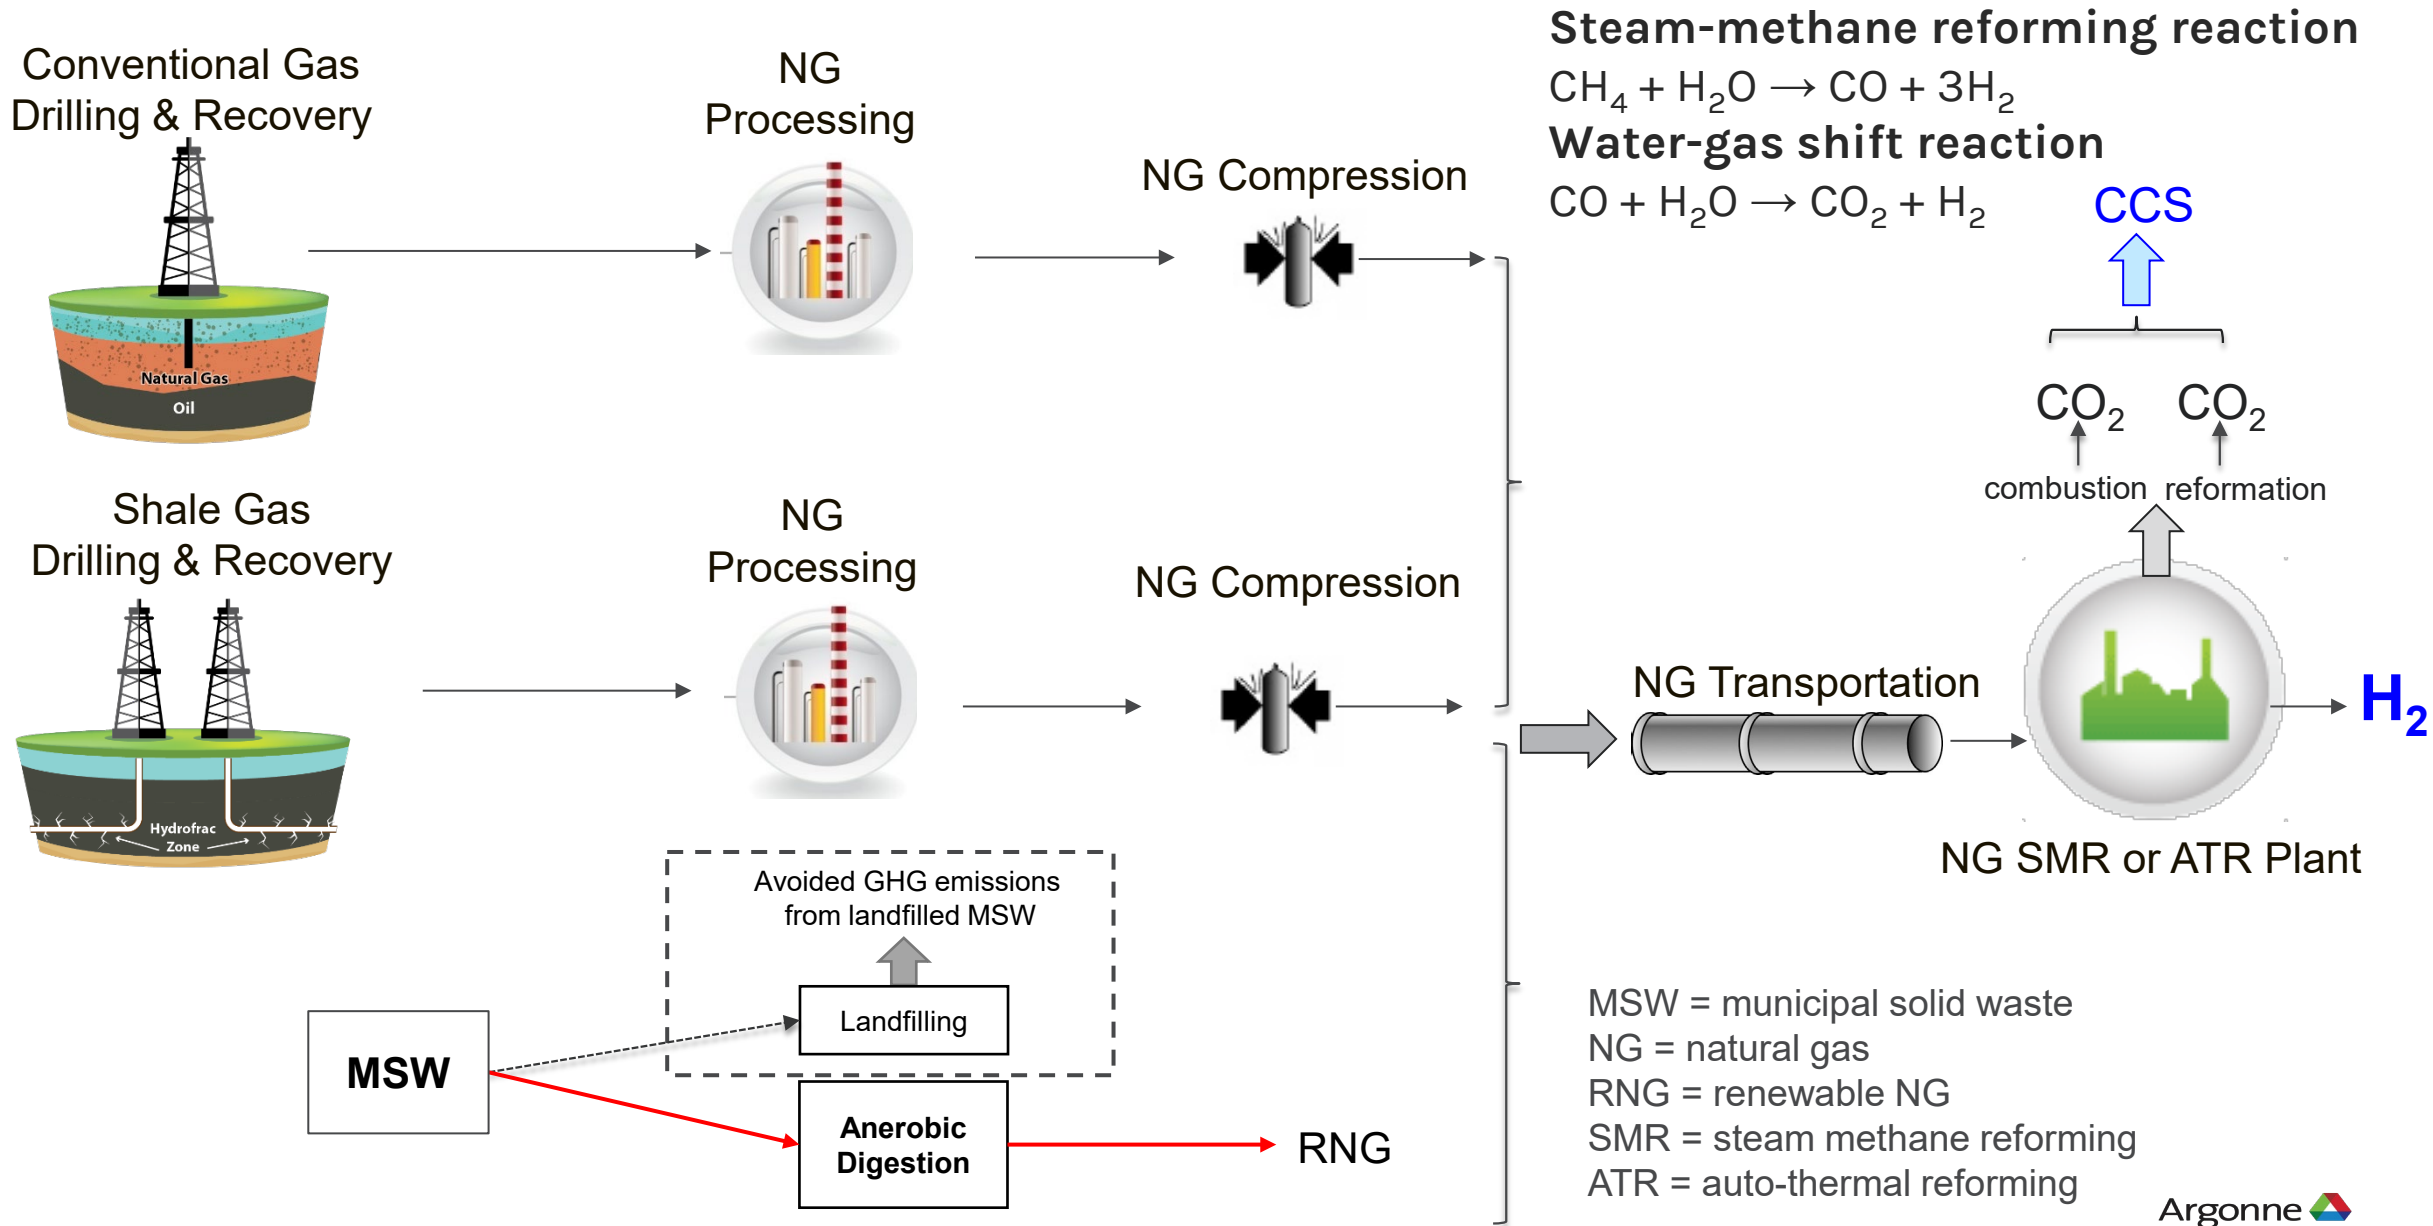 Steam-methane reforming reaction
CH₄ + H₂O → CO + 3H₂
Water-gas shift reaction
CO + H₂O → CO₂ + H₂
Conventional Gas
Drilling & Recovery
NG
Processing
NG Compression
CCS
Natural Gas
Oil
CO₂
CO₂
combustion
reformation
Shale Gas
Drilling & Recovery
NG
Processing
NG Compression
NG Transportation
H₂
Hydrofrac
Zone
NG SMR or ATR Plant
Avoided GHG emissions
from landfilled MSW
Landfilling
MSW
Anerobic
Digestion
RNG
MSW = municipal solid waste
NG = natural gas
RNG = renewable NG
SMR = steam methane reforming
ATR = auto-thermal reforming
Argonne